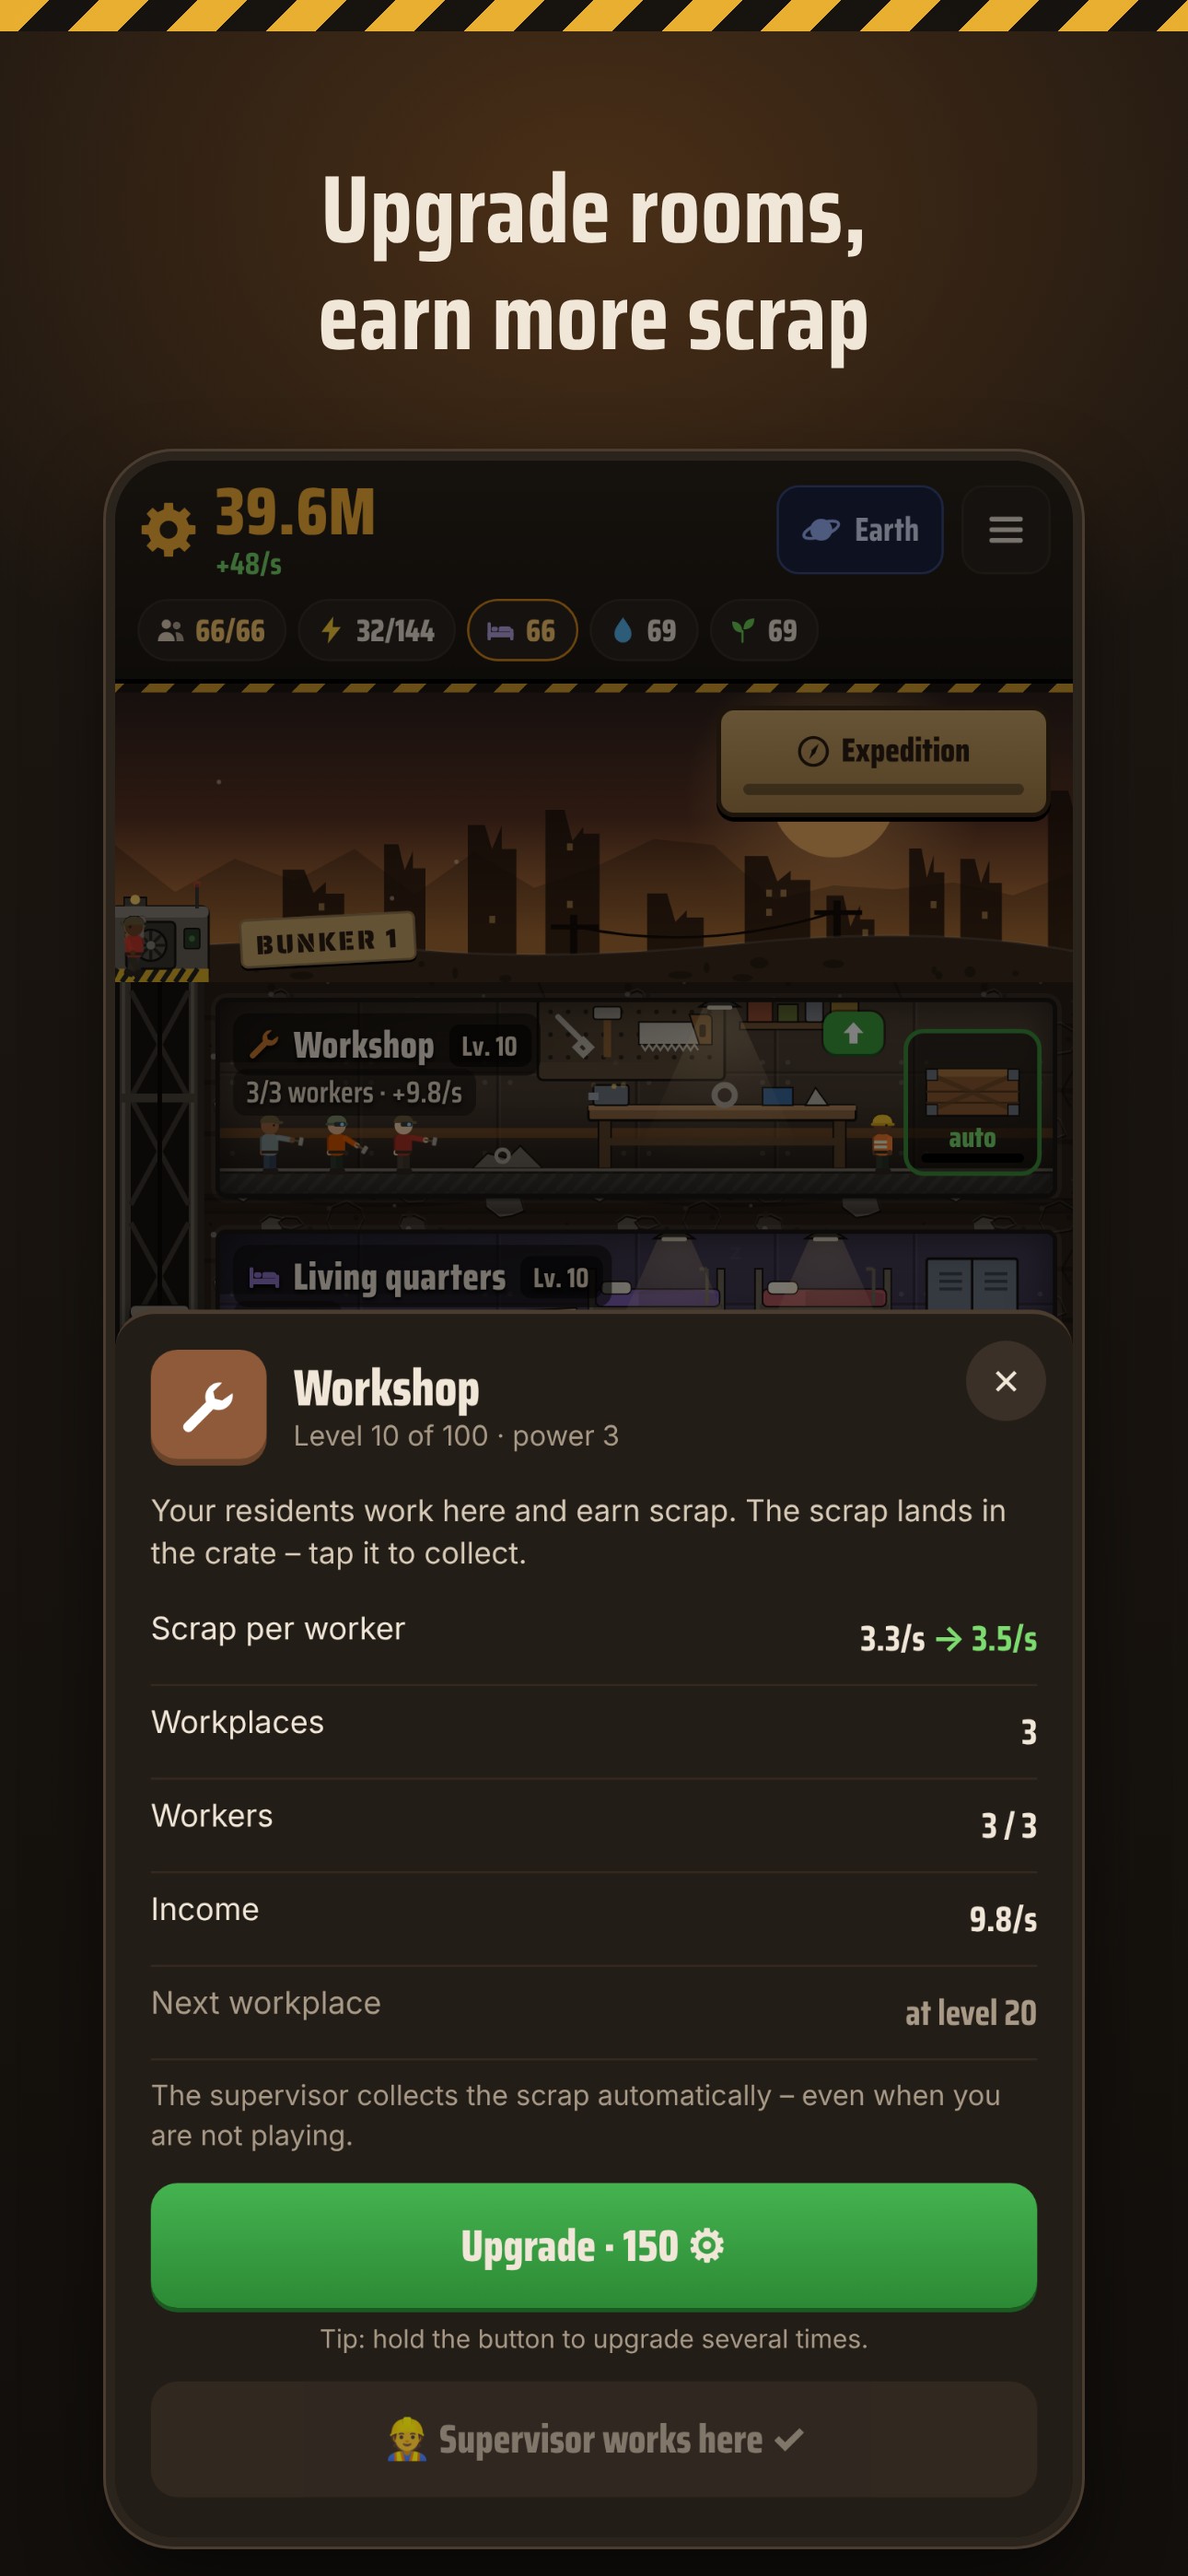 Upgrade rooms,
earn more scrap
39.6M
+48/s
Earth
66/66
32/144
66
69
69
Expedition
BUNKER 1
Workshop Lv. 10
3/3 workers · +9.8/s
auto
Living quarters Lv. 10
Workshop
Level 10 of 100 · power 3
Your residents work here and earn scrap. The scrap lands in
the crate – tap it to collect.
Scrap per worker 3.3/s → 3.5/s
Workplaces 3
Workers 3 / 3
Income 9.8/s
Next workplace at level 20
The supervisor collects the scrap automatically – even when you
are not playing.
Upgrade · 150 ⚙
Tip: hold the button to upgrade several times.
👷 Supervisor works here ✓